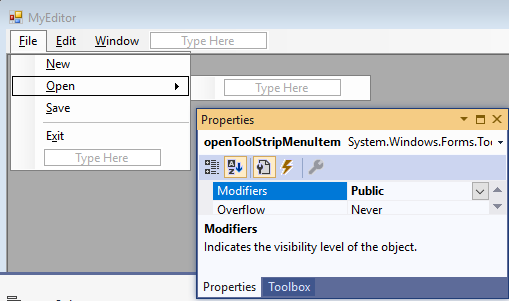 MyEditor
File Edit Window Type Here
New
Open Type Here
Save
Exit
Type Here
Properties
openToolStripMenuItem System.Windows.Forms.Too
Modifiers Public
Overflow Never
Modifiers
Indicates the visibility level of the object.
Properties Toolbox